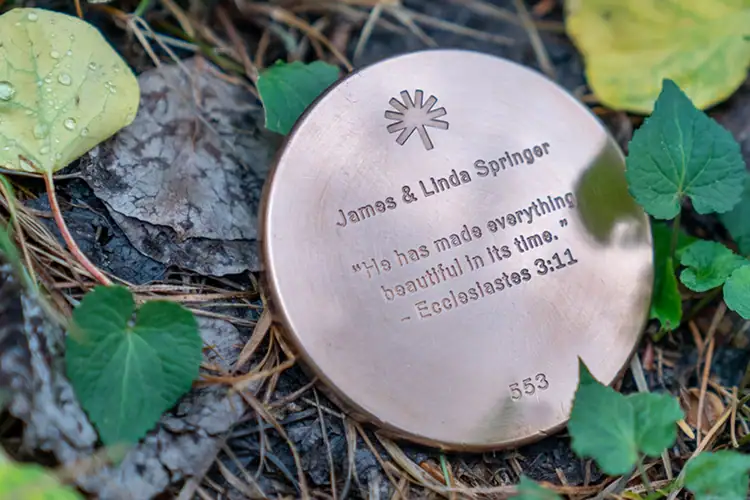 James & Linda Springer
"He has made everything
beautiful in its time."
- Ecclesiastes 3:11
553